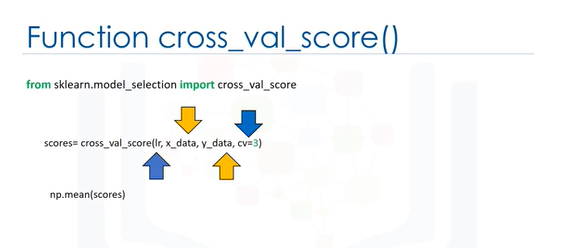 Function cross_val_score()
from sklearn.model_selection import cross_val_score
scores= cross_val_score(lr, x_data, y_data, cv=3)
np.mean(scores)